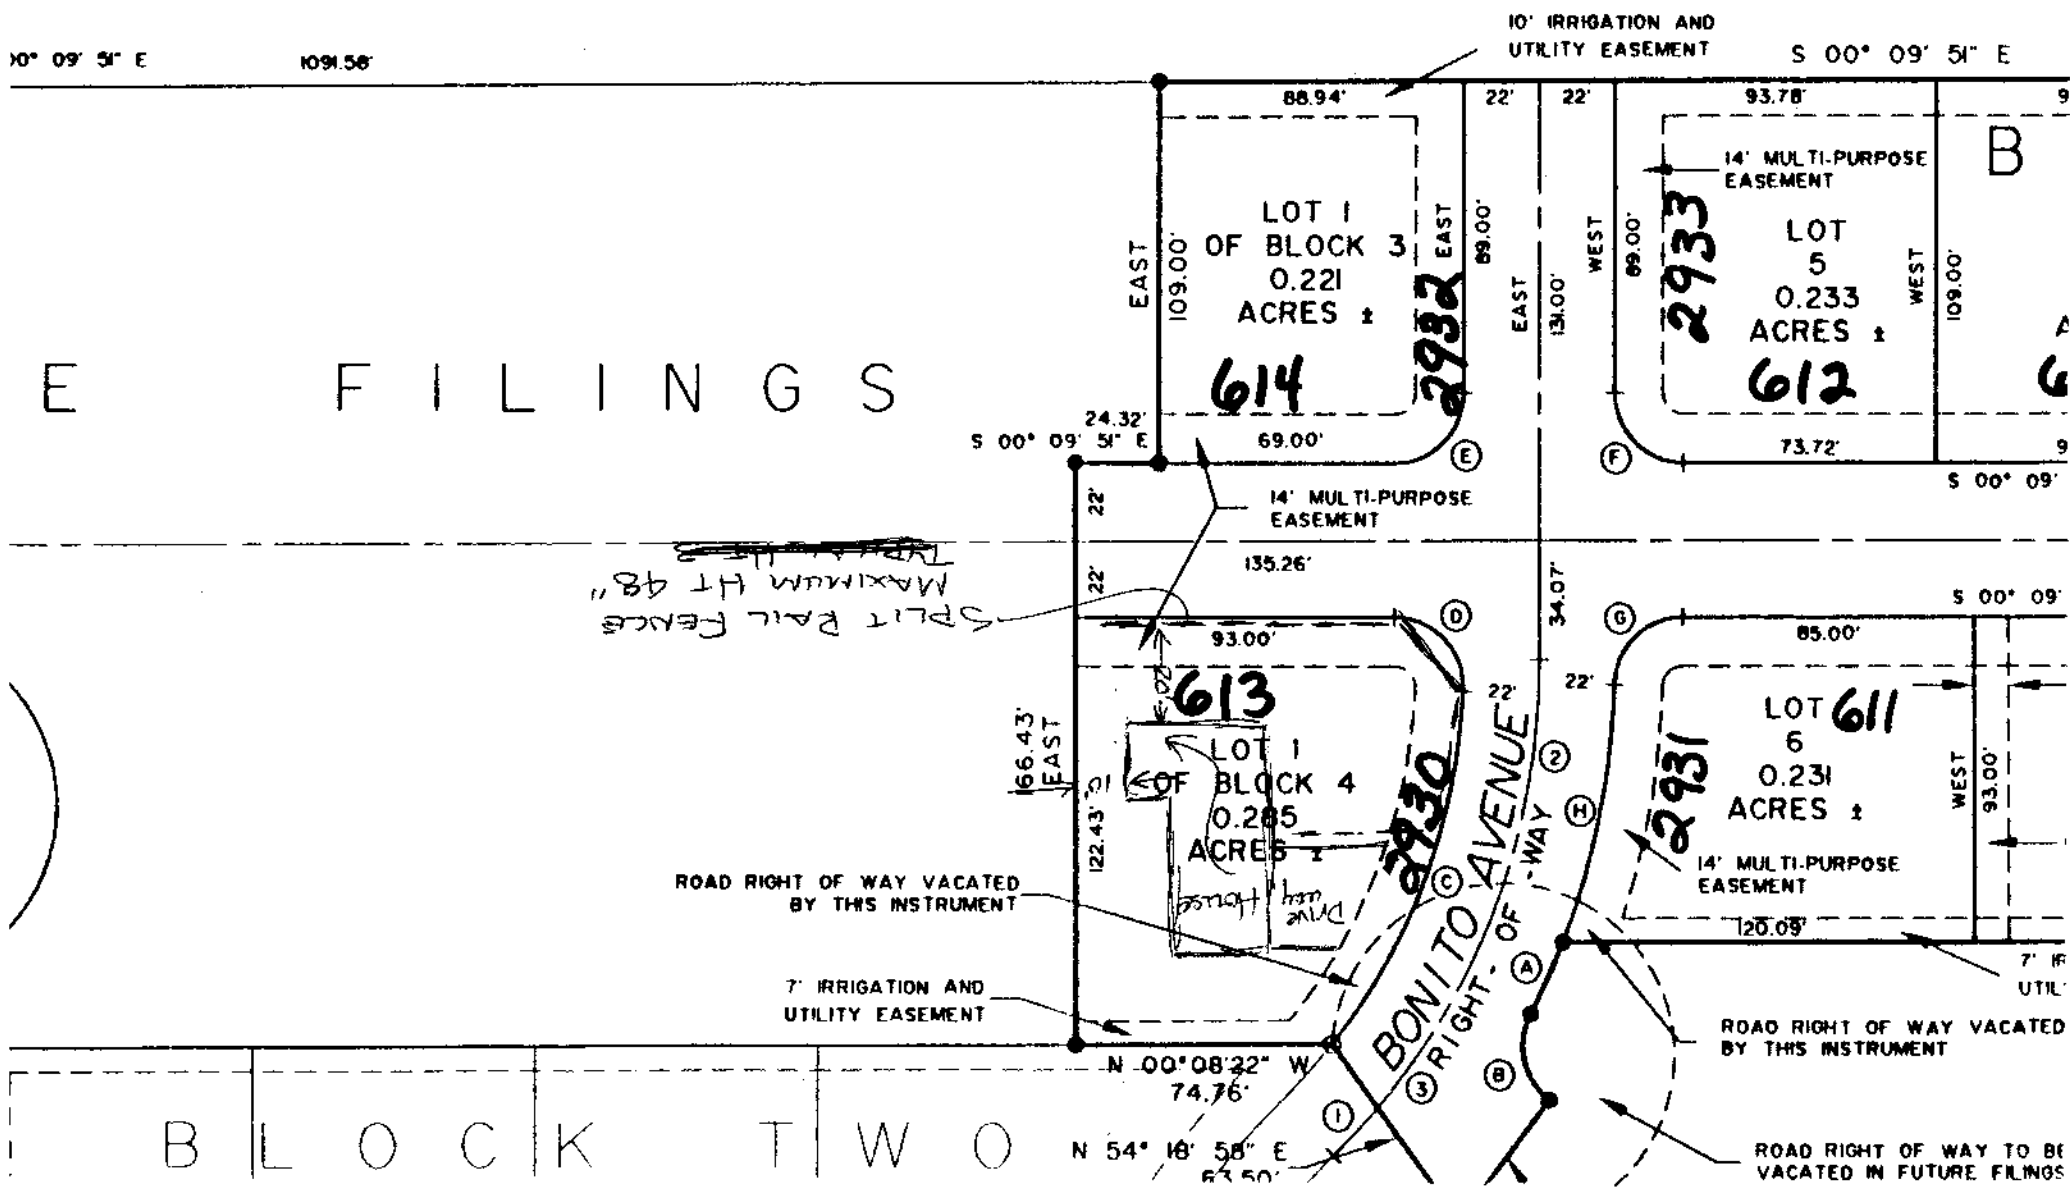 10' IRRIGATION AND
UTILITY EASEMENT
00° 09' 51" E
1091.58'
S 00° 09' 51" E
88.94'
22'
22'
93.78'
14' MULTI-PURPOSE
EASEMENT
B
LOT 1
OF BLOCK 3
0.221
ACRES ±
614
EAST
109.00'
EAST
89.00'
2932
EAST
131.00'
WEST
89.00'
2933
LOT
5
0.233
ACRES ±
612
WEST
109.00'
E FILINGS
24.32'
S 00° 09' 51" E
69.00'
E
F
73.72'
S 00° 09'
22'
14' MULTI-PURPOSE
EASEMENT
135.26'
22'
SPLIT RAIL FENCE
MAXIMUM HT 48"
34.07'
S 00° 09'
D
G
93.00'
85.00'
20'
613
22'
22'
LOT 1
OF BLOCK 4
0.285
ACRES ±
166.43'
EAST
10'
122.43'
2930
House
Drive
way
BONITO AVENUE
RIGHT-OF-WAY
2
H
C
A
B
3
1
LOT 611
6
0.231
ACRES ±
2931
14' MULTI-PURPOSE
EASEMENT
WEST
93.00'
120.09'
ROAD RIGHT OF WAY VACATED
BY THIS INSTRUMENT
7' IRRIGATION AND
UTILITY EASEMENT
7' IR
UTIL
ROAD RIGHT OF WAY VACATED
BY THIS INSTRUMENT
N 00°08'22" W
74.76'
BLOCK TWO
N 54° 18' 58" E
63.50'
ROAD RIGHT OF WAY TO BE
VACATED IN FUTURE FILINGS